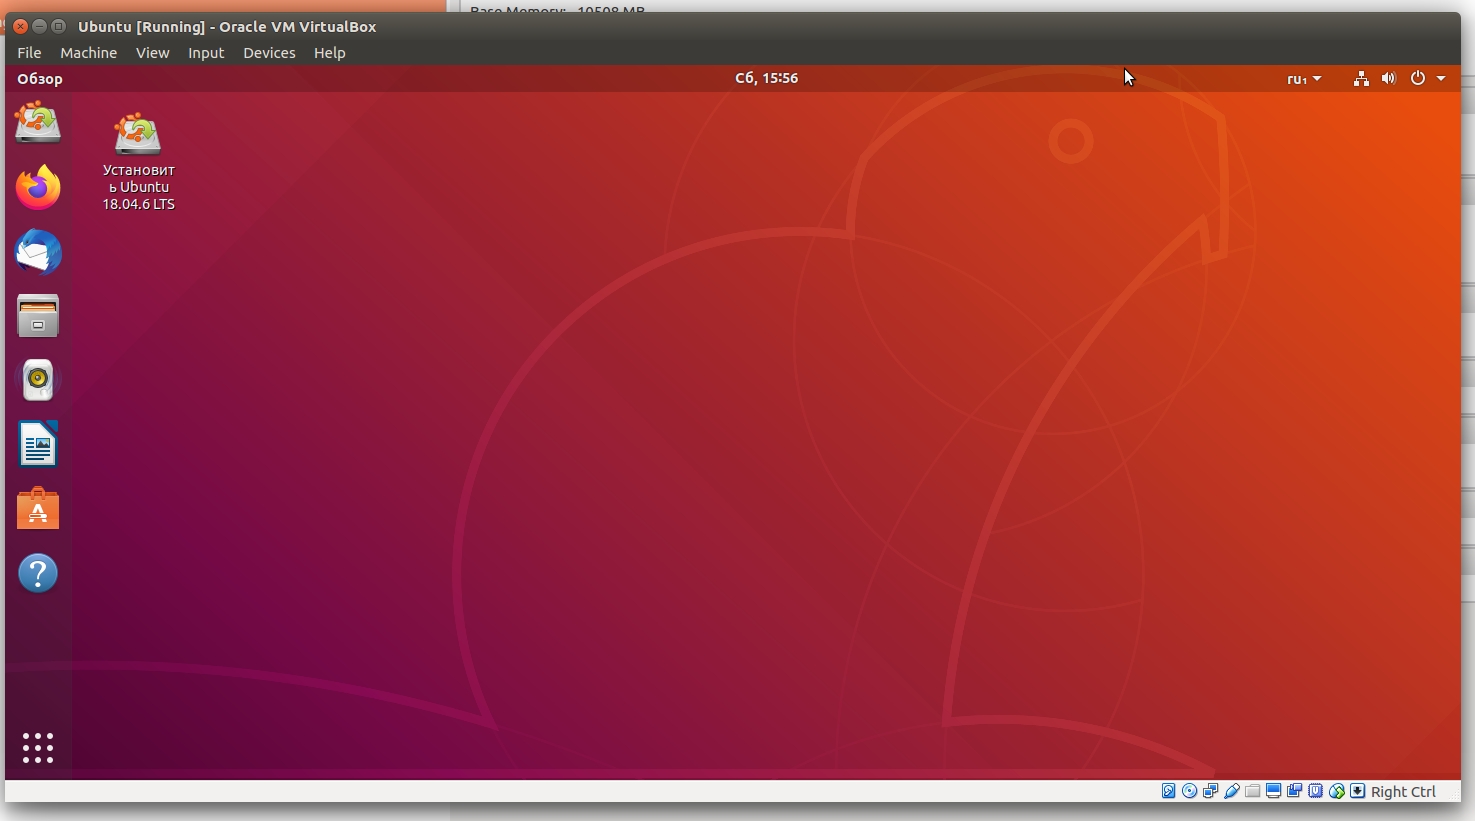 Base Memory: 10508 MB
Ubuntu [Running] - Oracle VM VirtualBox
File Machine View Input Devices Help
Обзор Сб, 15:56 ru₁
Установит
ь Ubuntu
18.04.6 LTS
Right Ctrl